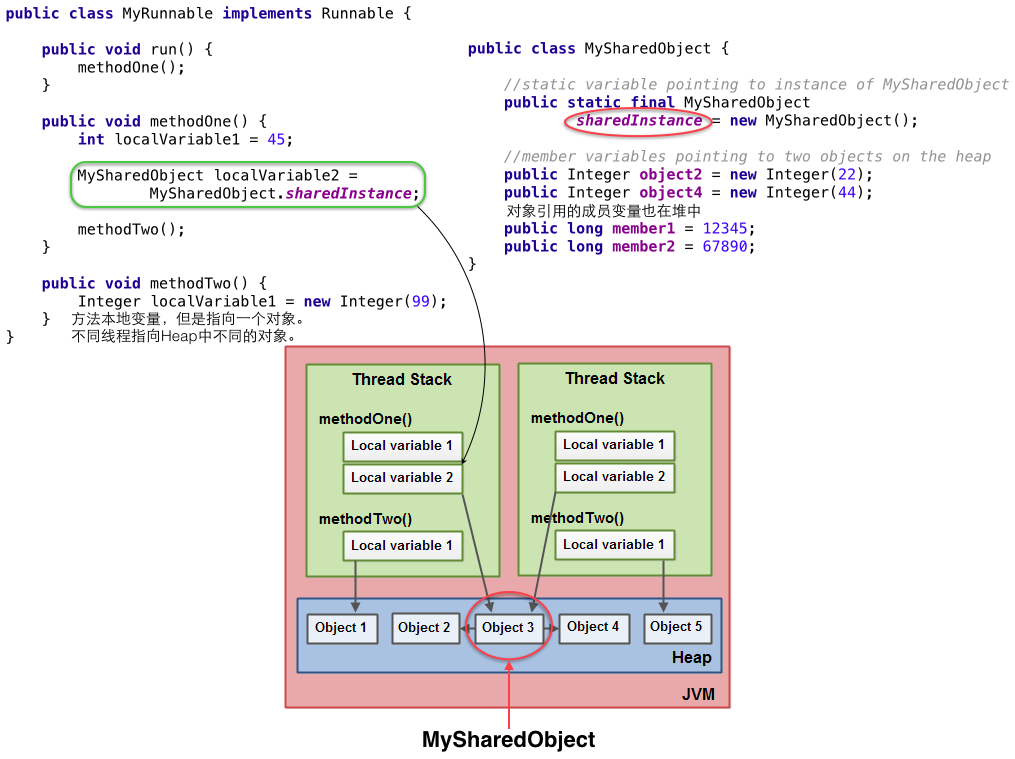 public class MyRunnable implements Runnable {
public void run() {
methodOne();
}
public void methodOne() {
int localVariable1 = 45;
MySharedObject localVariable2 =
MySharedObject.sharedInstance;
methodTwo();
}
public void methodTwo() {
Integer localVariable1 = new Integer(99);
} 方法本地变量，但是指向一个对象。
} 不同线程指向Heap中不同的对象。
public class MySharedObject {
//static variable pointing to instance of MySharedObject
public static final MySharedObject
sharedInstance = new MySharedObject();
//member variables pointing to two objects on the heap
public Integer object2 = new Integer(22);
public Integer object4 = new Integer(44);
对象引用的成员变量也在堆中
public long member1 = 12345;
public long member2 = 67890;
}
Thread Stack
methodOne()
Local variable 1
Local variable 2
methodTwo()
Local variable 1
Thread Stack
methodOne()
Local variable 1
Local variable 2
methodTwo()
Local variable 1
Object 1 Object 2 Object 3 Object 4 Object 5
Heap
JVM
MySharedObject